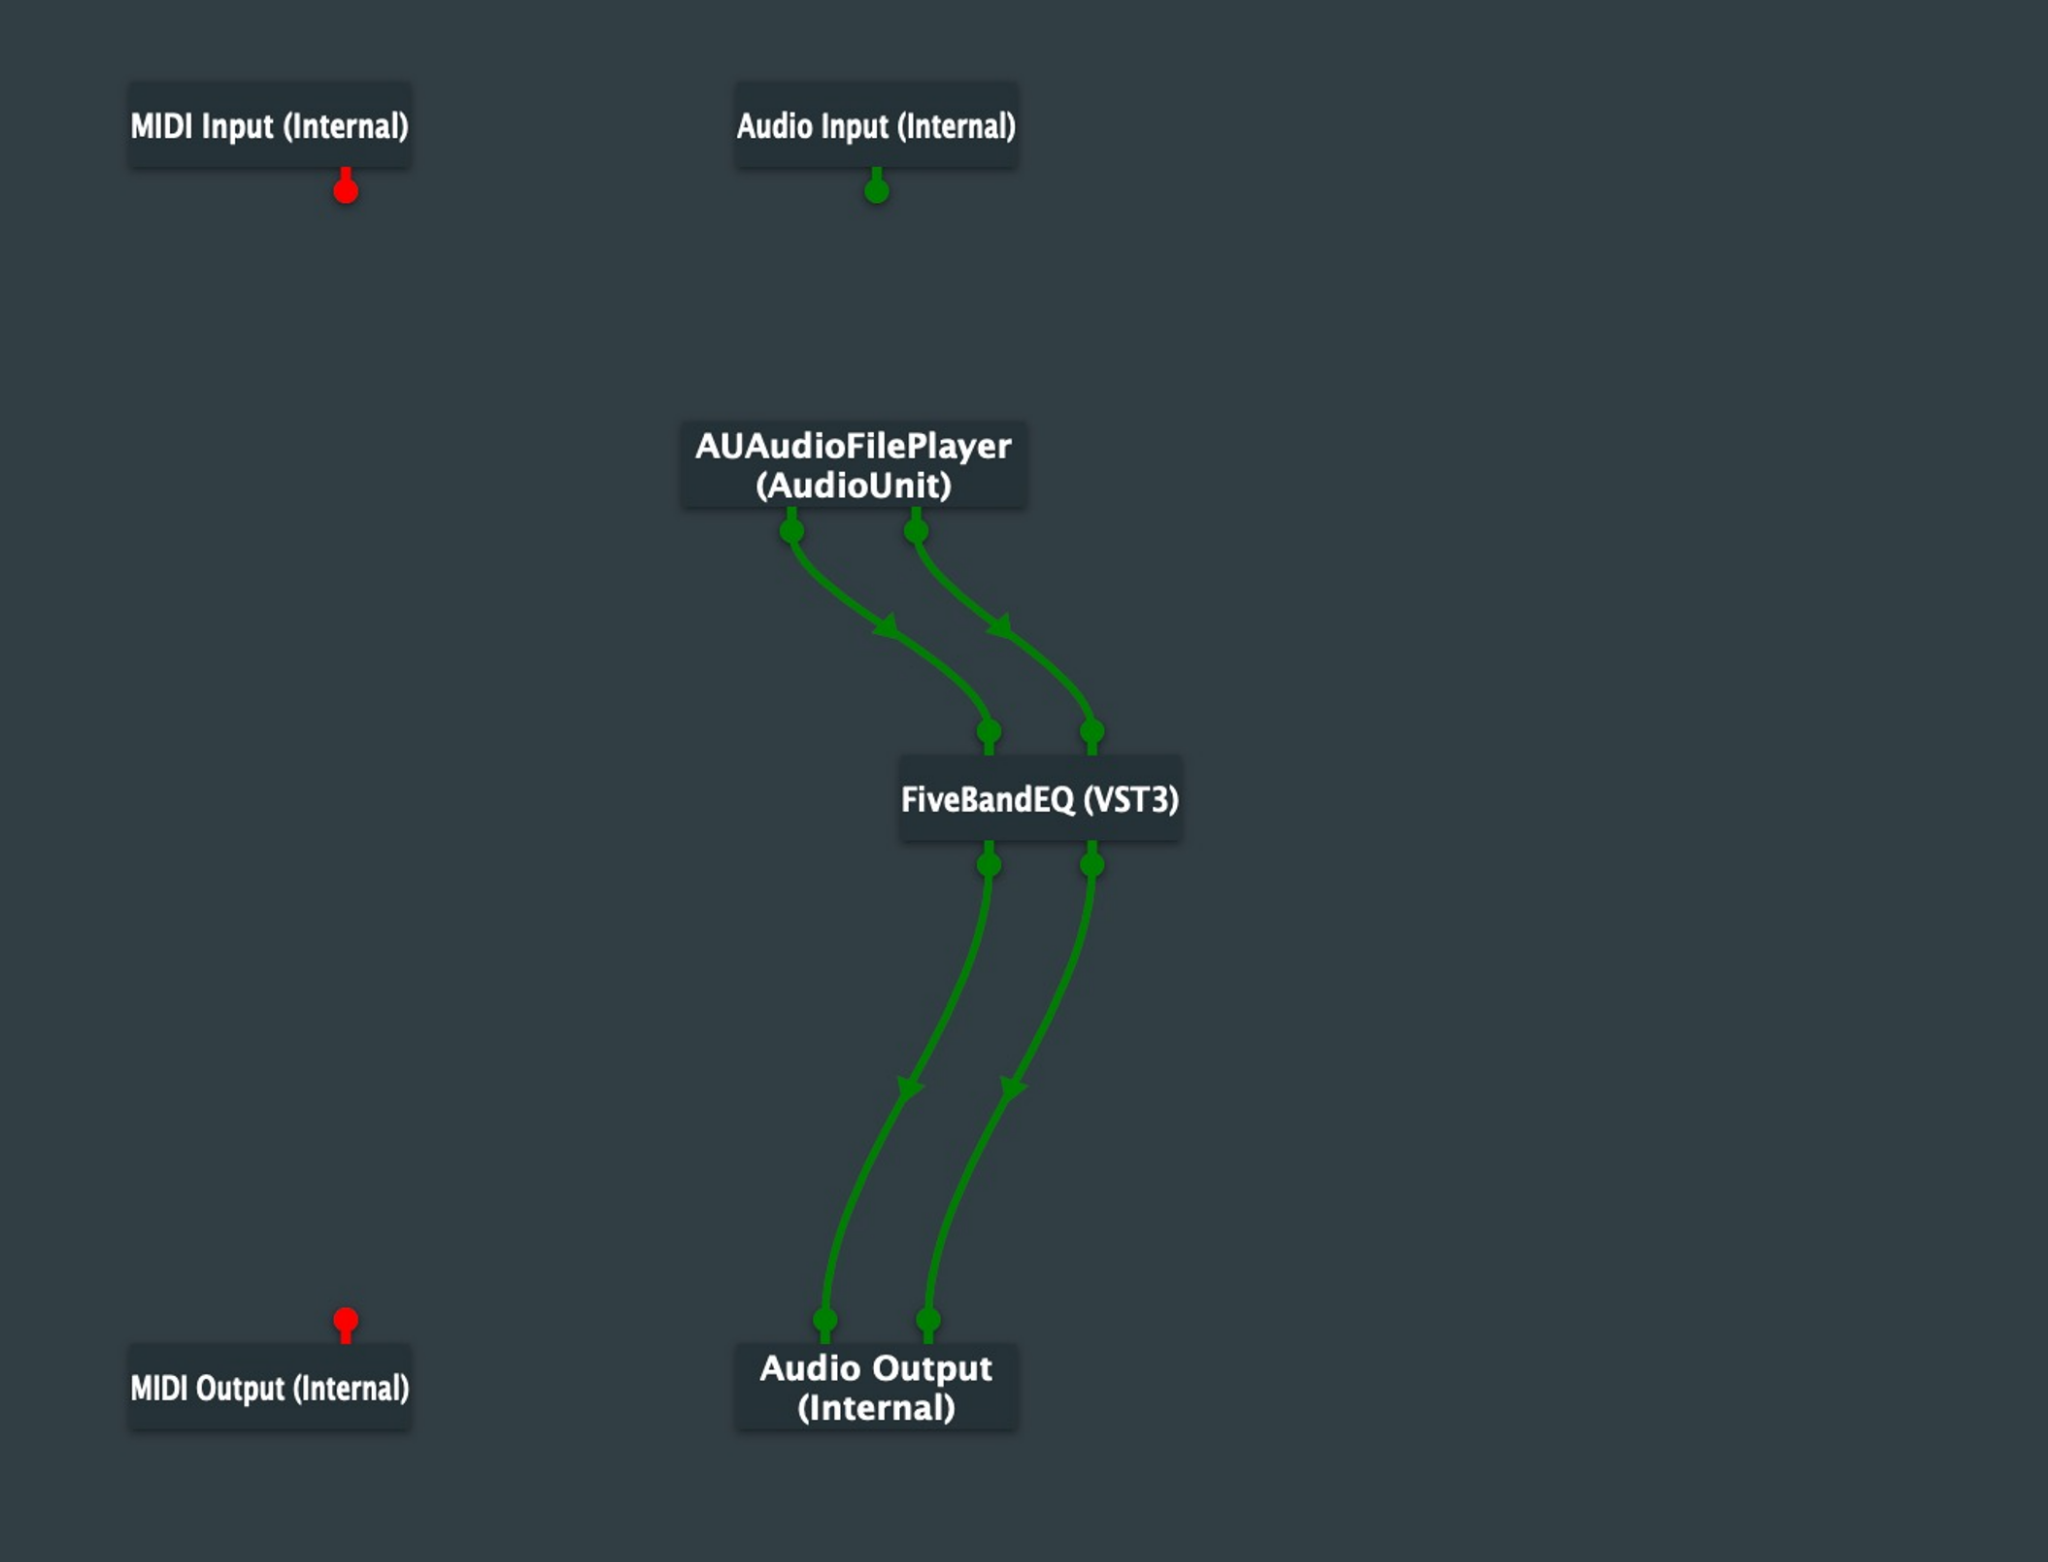 MIDI Input (Internal)
Audio Input (Internal)
AUAudioFilePlayer
(AudioUnit)
FiveBandEQ (VST3)
MIDI Output (Internal)
Audio Output
(Internal)